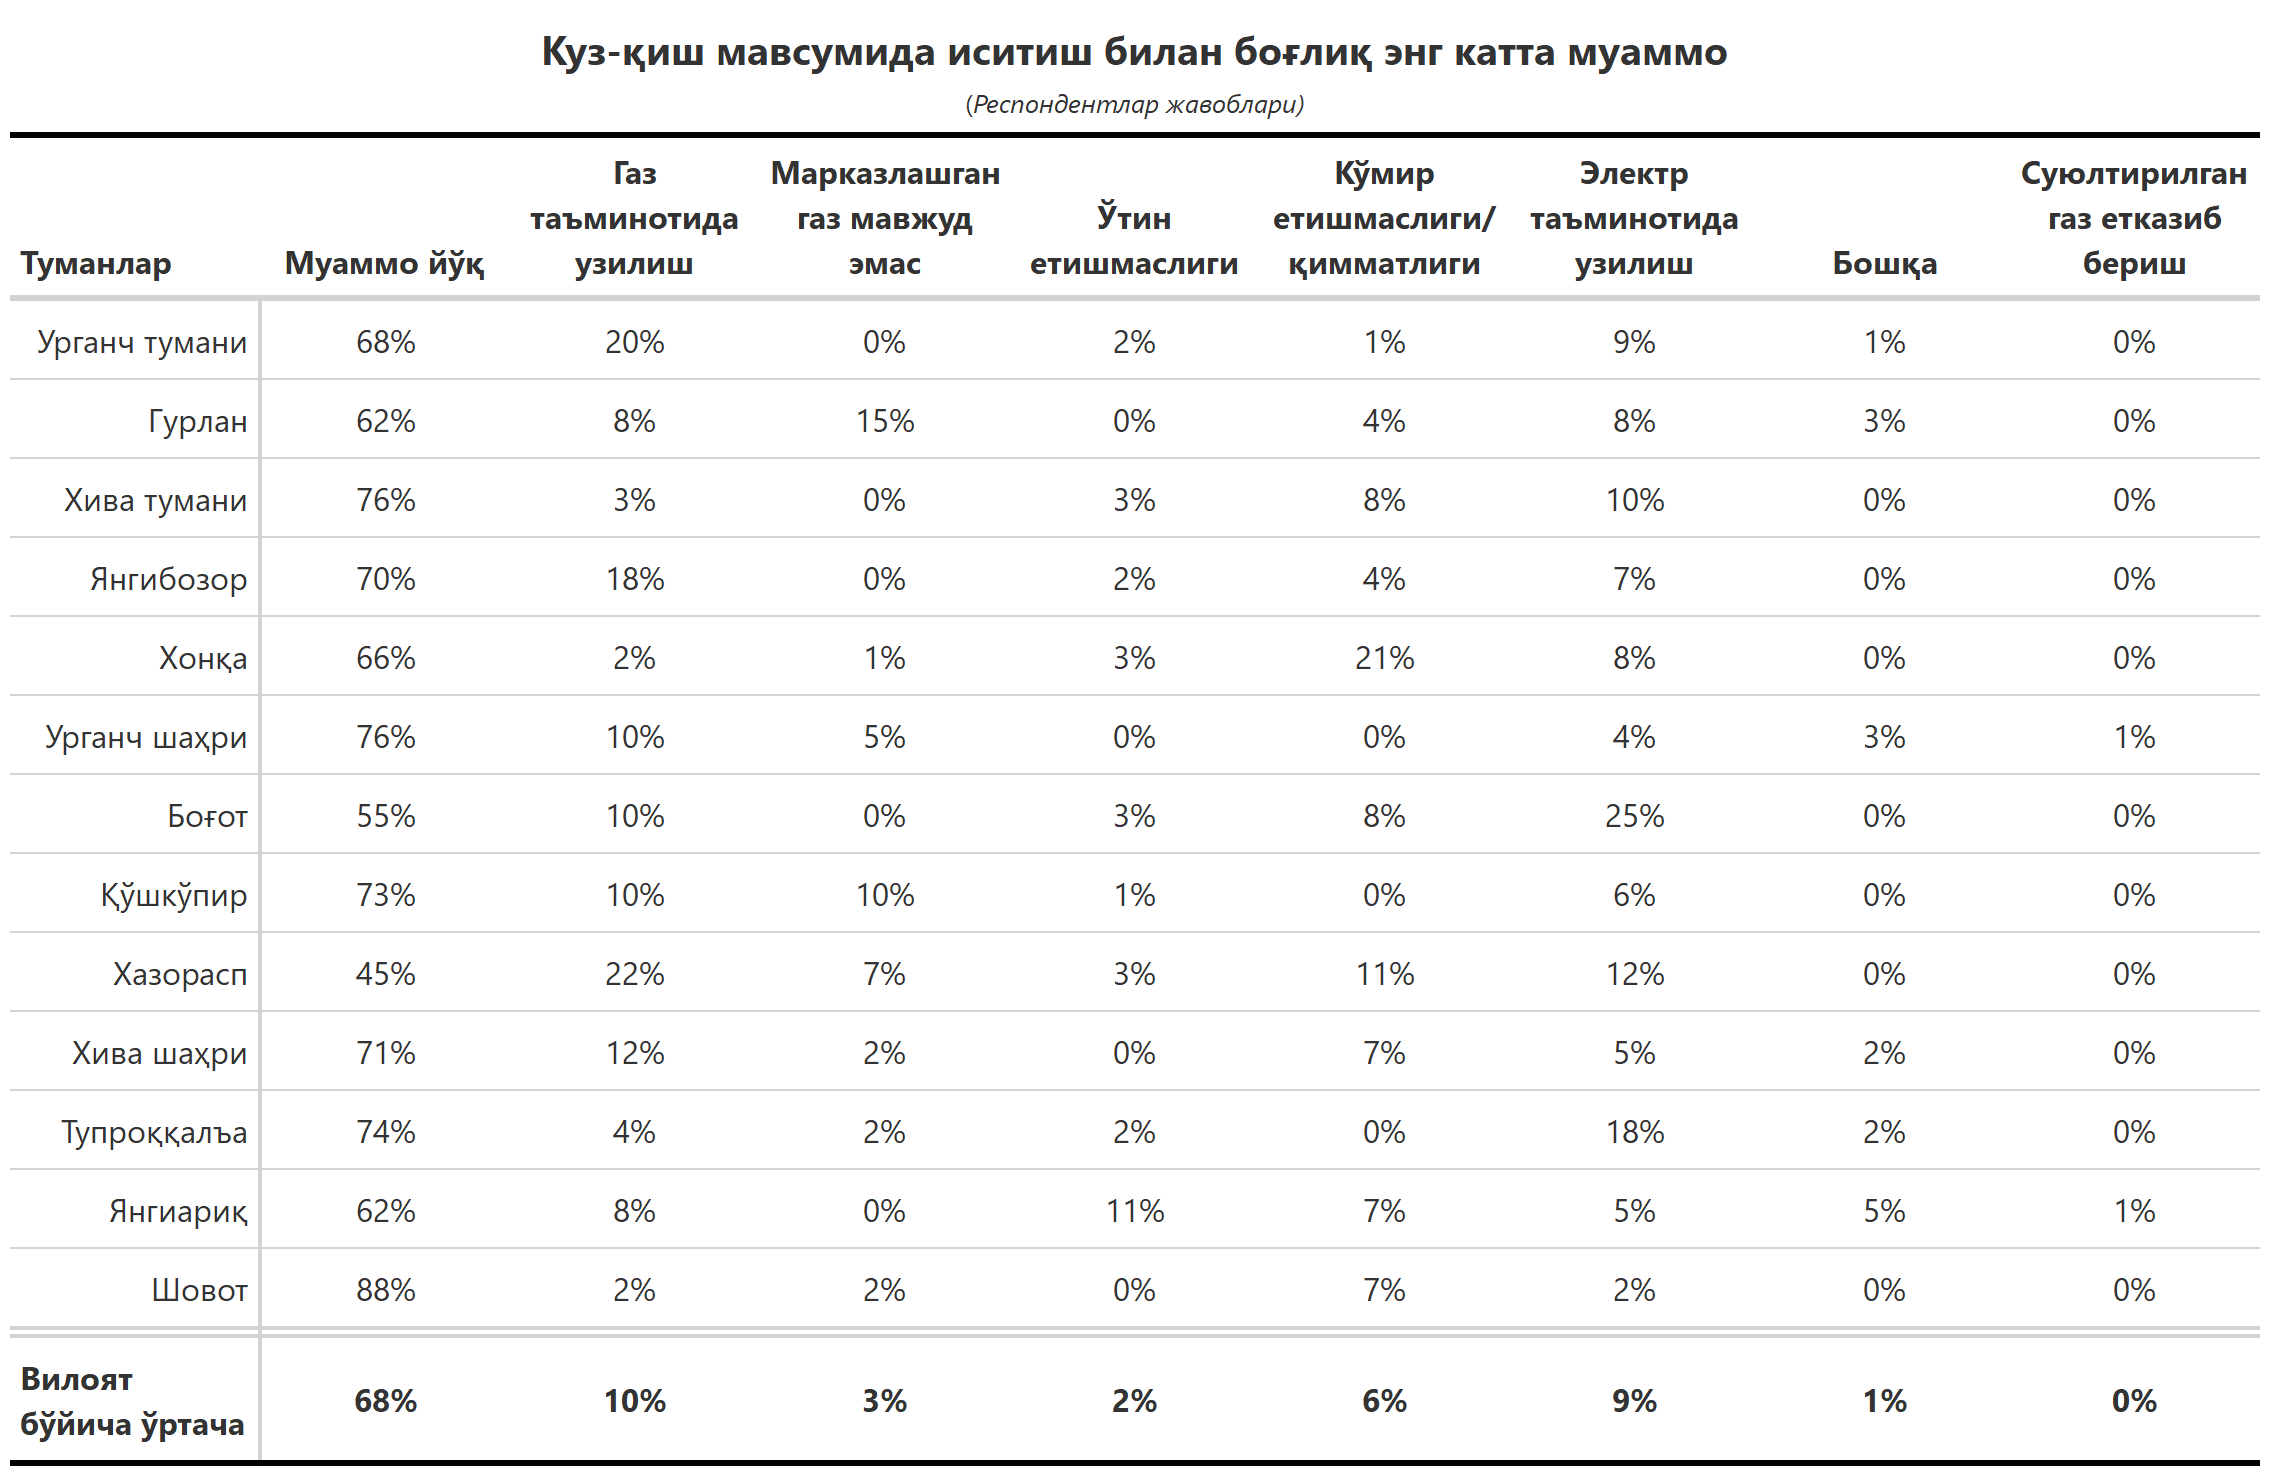 Куз-қиш мавсумида иситиш билан боғлиқ энг катта муаммо
(Респондентлар жавоблари)
Туманлар Муаммо йўқ Газ таъминотида узилиш Марказлашган газ мавжуд эмас Ўтин етишмаслиги Кўмир етишмаслиги/ қимматлиги Электр таъминотида узилиш Бошқа Суюлтирилган газ етказиб бериш
Урганч тумани 68% 20% 0% 2% 1% 9% 1% 0%
Гурлан 62% 8% 15% 0% 4% 8% 3% 0%
Хива тумани 76% 3% 0% 3% 8% 10% 0% 0%
Янгибозор 70% 18% 0% 2% 4% 7% 0% 0%
Хонқа 66% 2% 1% 3% 21% 8% 0% 0%
Урганч шаҳри 76% 10% 5% 0% 0% 4% 3% 1%
Боғот 55% 10% 0% 3% 8% 25% 0% 0%
Қўшкўпир 73% 10% 10% 1% 0% 6% 0% 0%
Хазорасп 45% 22% 7% 3% 11% 12% 0% 0%
Хива шаҳри 71% 12% 2% 0% 7% 5% 2% 0%
Тупроққалъа 74% 4% 2% 2% 0% 18% 2% 0%
Янгиариқ 62% 8% 0% 11% 7% 5% 5% 1%
Шовот 88% 2% 2% 0% 7% 2% 0% 0%
Вилоят бўйича ўртача 68% 10% 3% 2% 6% 9% 1% 0%